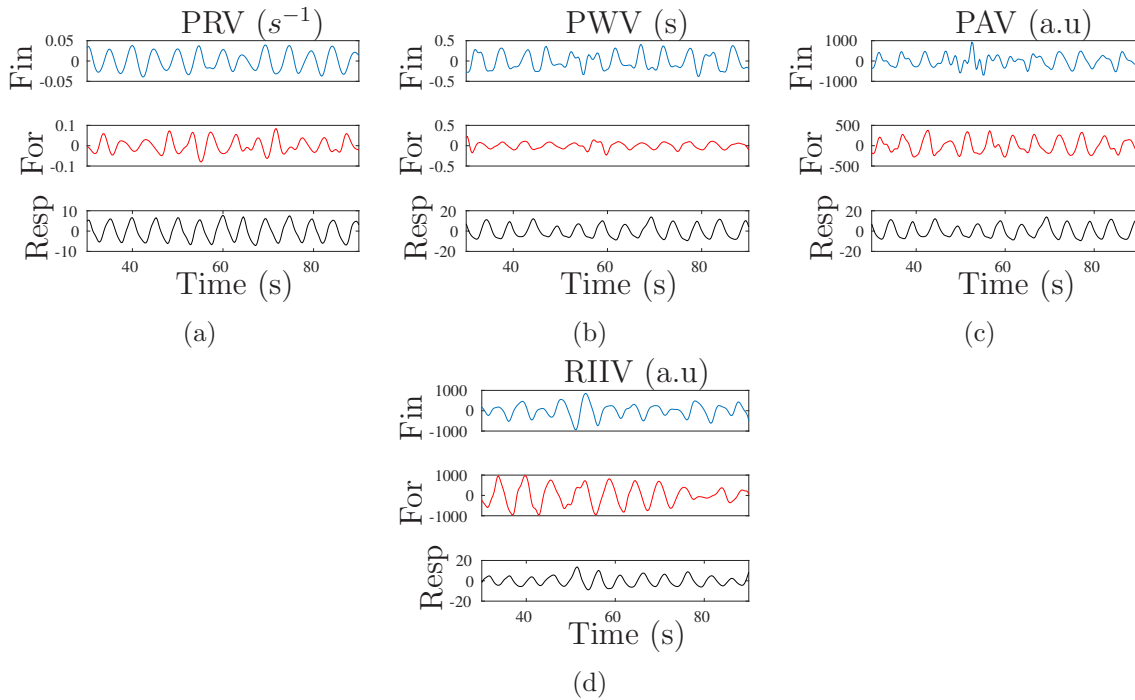 PRV (s⁻¹)
Fin
0.05
0
-0.05
For
0.1
0
-0.1
Resp
10
0
-10
40
60
80
Time (s)
(a)
PWV (s)
Fin
0.5
0
-0.5
For
0.5
0
-0.5
Resp
20
0
-20
40
60
80
Time (s)
(b)
PAV (a.u)
Fin
1000
0
-1000
For
500
0
-500
Resp
20
0
-20
40
60
80
Time (s)
(c)
RIIV (a.u)
Fin
1000
0
-1000
For
1000
0
-1000
Resp
20
0
-20
40
60
80
Time (s)
(d)